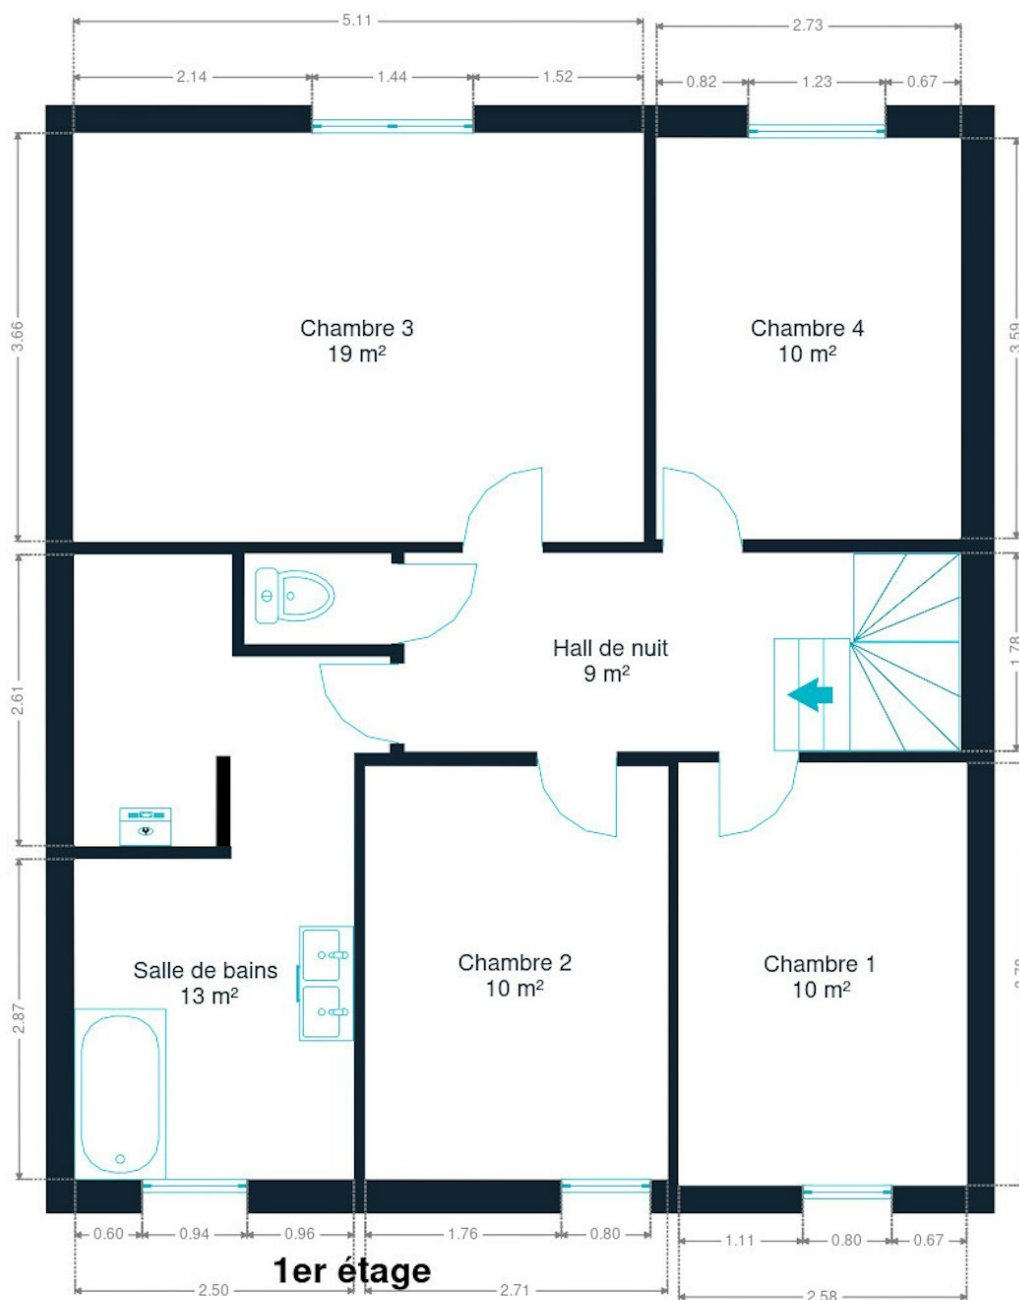 5.11
2.73
2.14
1.44
1.52
0.82
1.23
0.67
3.66
3.59
Chambre 3
19 m²
Chambre 4
10 m²
2.61
1.78
Hall de nuit
9 m²
Salle de bains
13 m²
Chambre 2
10 m²
Chambre 1
10 m²
2.87
0.60
0.94
0.96
1.76
0.80
1.11
0.80
0.67
1er étage
2.50
2.71
2.58